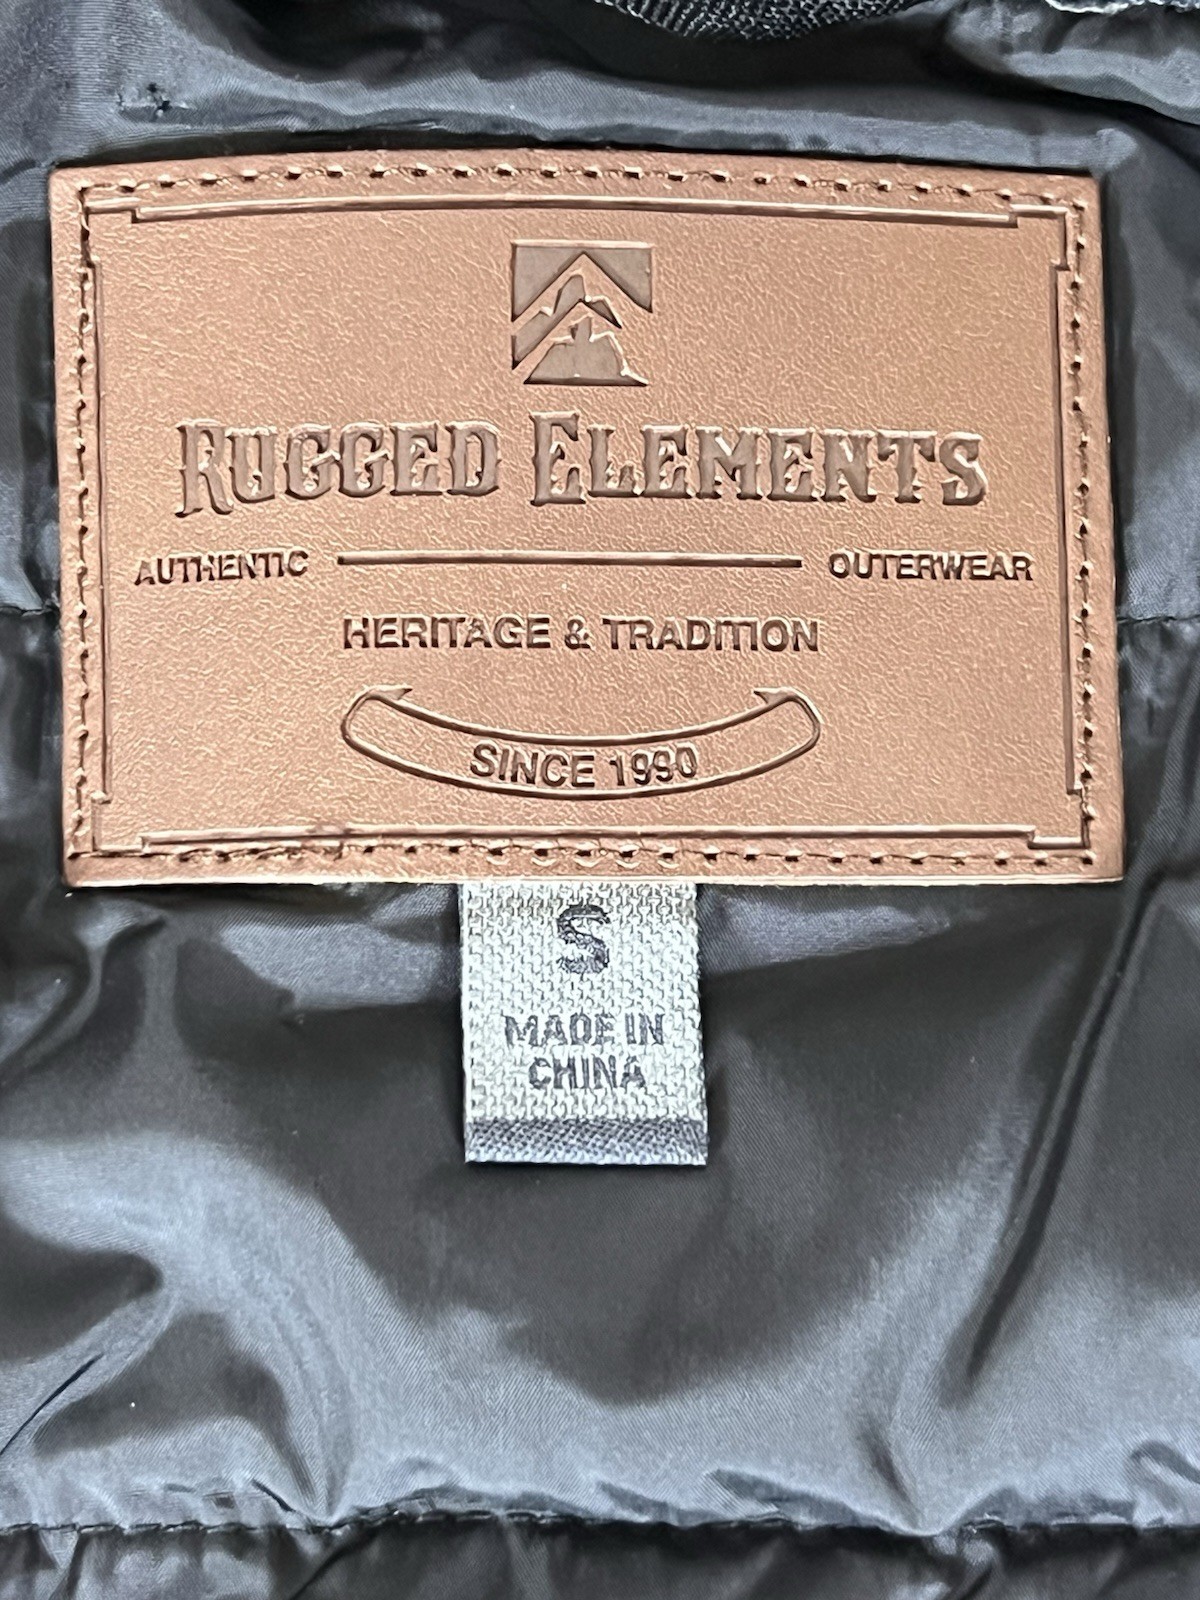 RUGGED ELEMENTS
AUTHENTIC OUTERWEAR
HERITAGE & TRADITION
SINCE 1990
S
MADE IN
CHINA